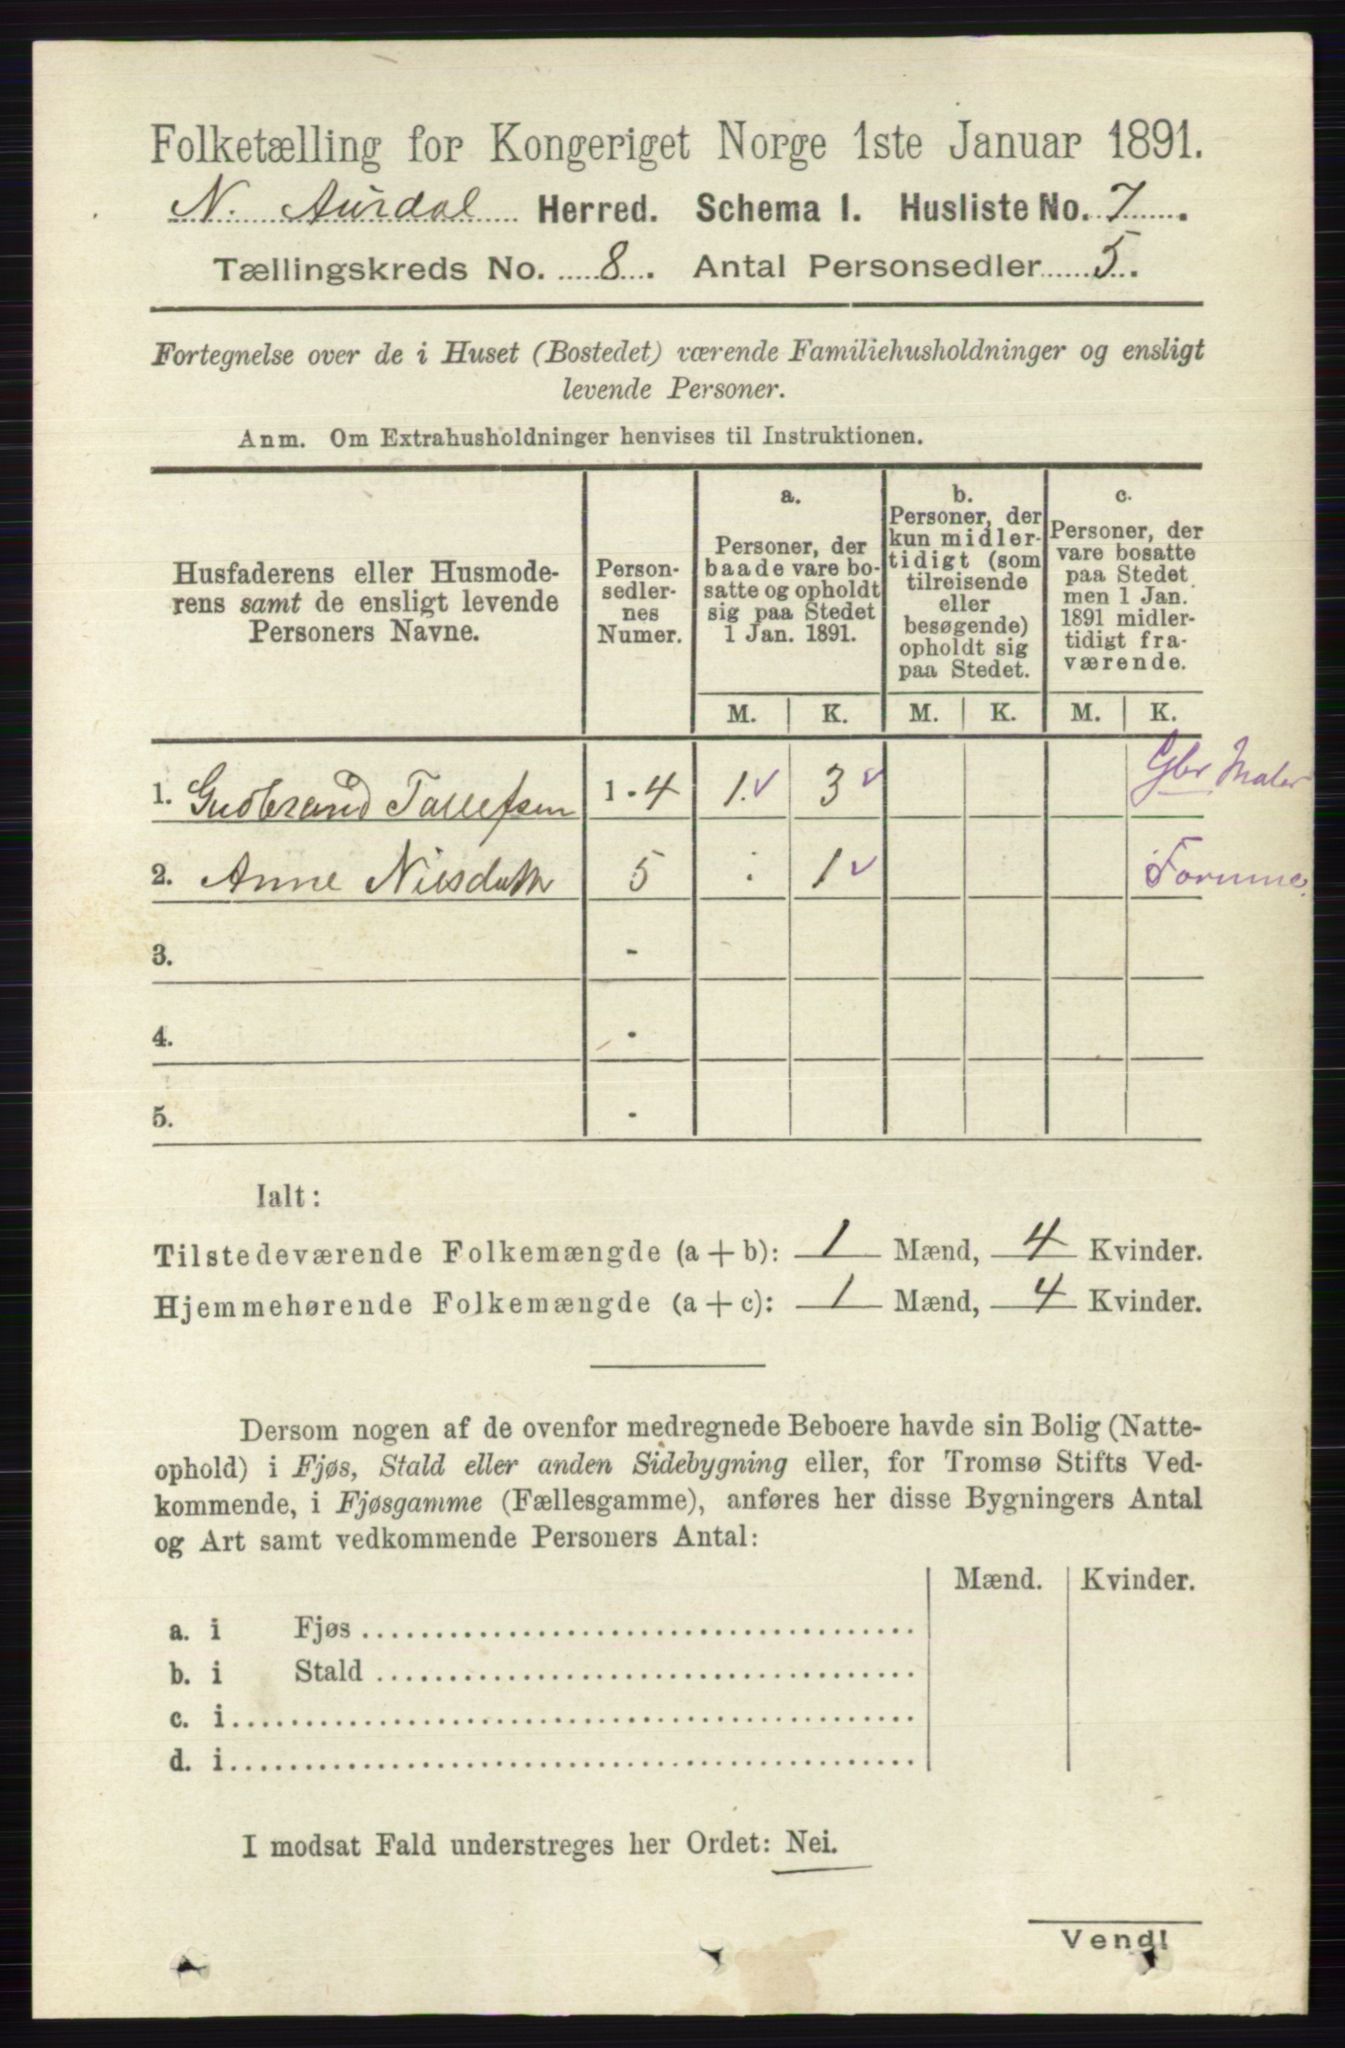 Folketælling for Kongeriget Norge 1ste Januar 1891.
N. Aurdal Herred. Schema I. Husliste No. 7.
Tællingskreds No. 8. Antal Personsedler 5.
Fortegnelse over de i Huset (Bostedet) værende Familiehusholdninger og ensligt
levende Personer.
Anm. Om Extrahusholdninger henvises til Instruktionen.
Husfaderens eller Husmode-
rens samt de ensligt levende
Personers Navne.
Person-
sedler-
nes
Numer.
a.
Personer, der
baade vare bo-
satte og opholdt
sig paa Stedet
1 Jan. 1891.
b.
Personer, der
kun midler-
tidigt (som
tilreisende
eller
besøgende)
opholdt sig
paa Stedet.
c.
Personer, der
vare bosatte
paa Stedet
men 1 Jan.
1891 midler-
tidigt fra-
værende.
M. K. M. K. M. K.
1. Gudbrand Tollefsen 1 - 4 1. ✓ 3 ✓ Gbr Maler
2. Anne Nilsdatter 5 : 1 ✓
3. -
4. -
5. -
Ialt:
Tilstedeværende Folkemængde (a + b): 1 Mænd, 4 Kvinder.
Hjemmehørende Folkemængde (a + c): 1 Mænd, 4 Kvinder.
Dersom nogen af de ovenfor medregnede Beboere havde sin Bolig (Natte-
ophold) i Fjøs, Stald eller anden Sidebygning eller, for Tromsø Stifts Ved-
kommende, i Fjøsgamme (Fællesgamme), anføres her disse Bygningers Antal
og Art samt vedkommende Personers Antal:
Mænd. Kvinder.
a. i Fjøs
b. i Stald
c. i
d. i
I modsat Fald understreges her Ordet: Nei.
Vend!